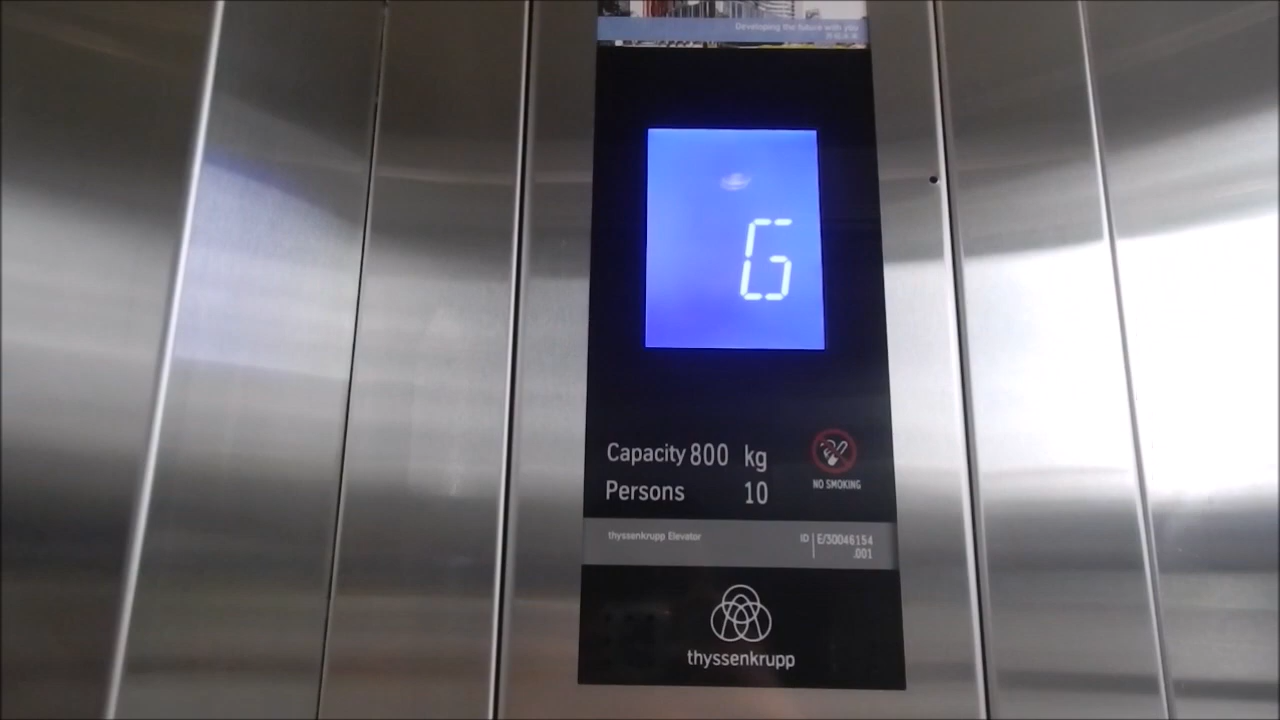 Developing the future with you
G
Capacity 800 kg
Persons 10
NO SMOKING
thyssenkrupp Elevator
ID E/30046154
.001
thyssenkrupp